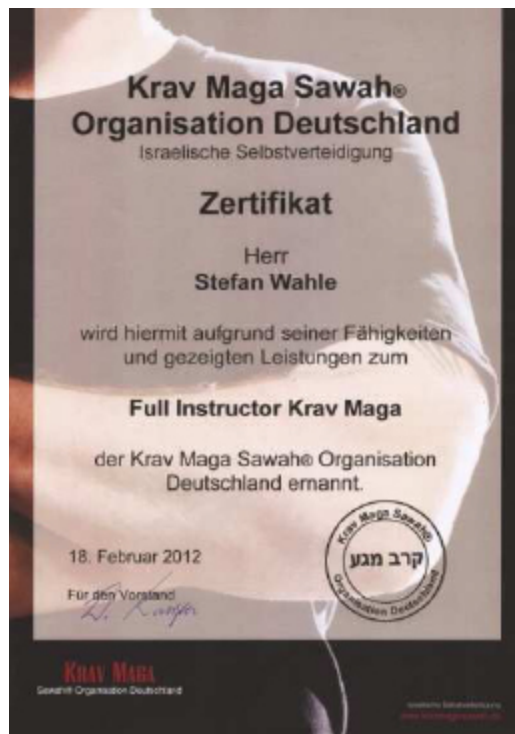 Krav Maga Sawah®
Organisation Deutschland
Israelische Selbstverteidigung
Zertifikat
Herr
Stefan Wahle
wird hiermit aufgrund seiner Fähigkeiten
und gezeigten Leistungen zum
Full Instructor Krav Maga
der Krav Maga Sawah® Organisation
Deutschland ernannt.
Krav Maga Sawah®
קרב מגע
Organisation Deutschland
18. Februar 2012
Für den Vorstand
KRAV MAGA
Sawah® Organisation Deutschland
Israelische Selbstverteidigung